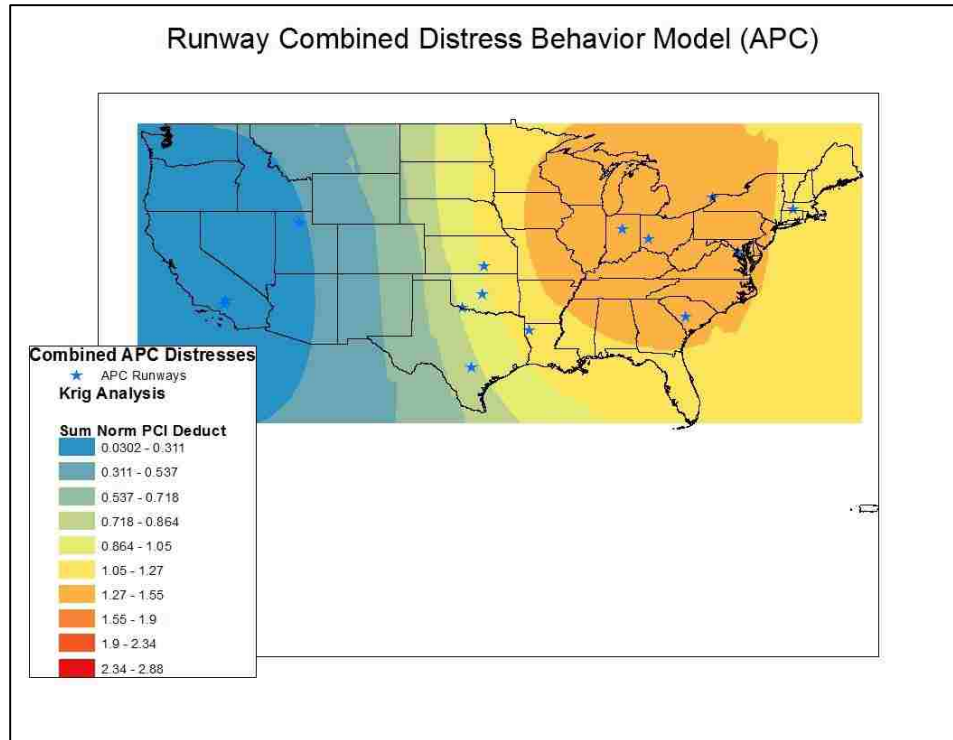 Runway Combined Distress Behavior Model (APC)
Combined APC Distresses
APC Runways
Krig Analysis
Sum Norm PCI Deduct
0.0302 - 0.311
0.311 - 0.537
0.537 - 0.718
0.718 - 0.864
0.864 - 1.05
1.05 - 1.27
1.27 - 1.55
1.55 - 1.9
1.9 - 2.34
2.34 - 2.88